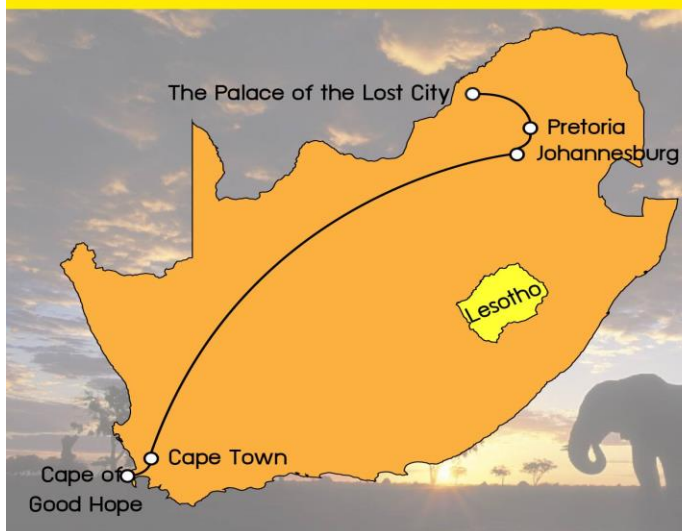 The Palace of the Lost City
Pretoria
Johannesburg
Lesotho
Cape Town
Cape of
Good Hope